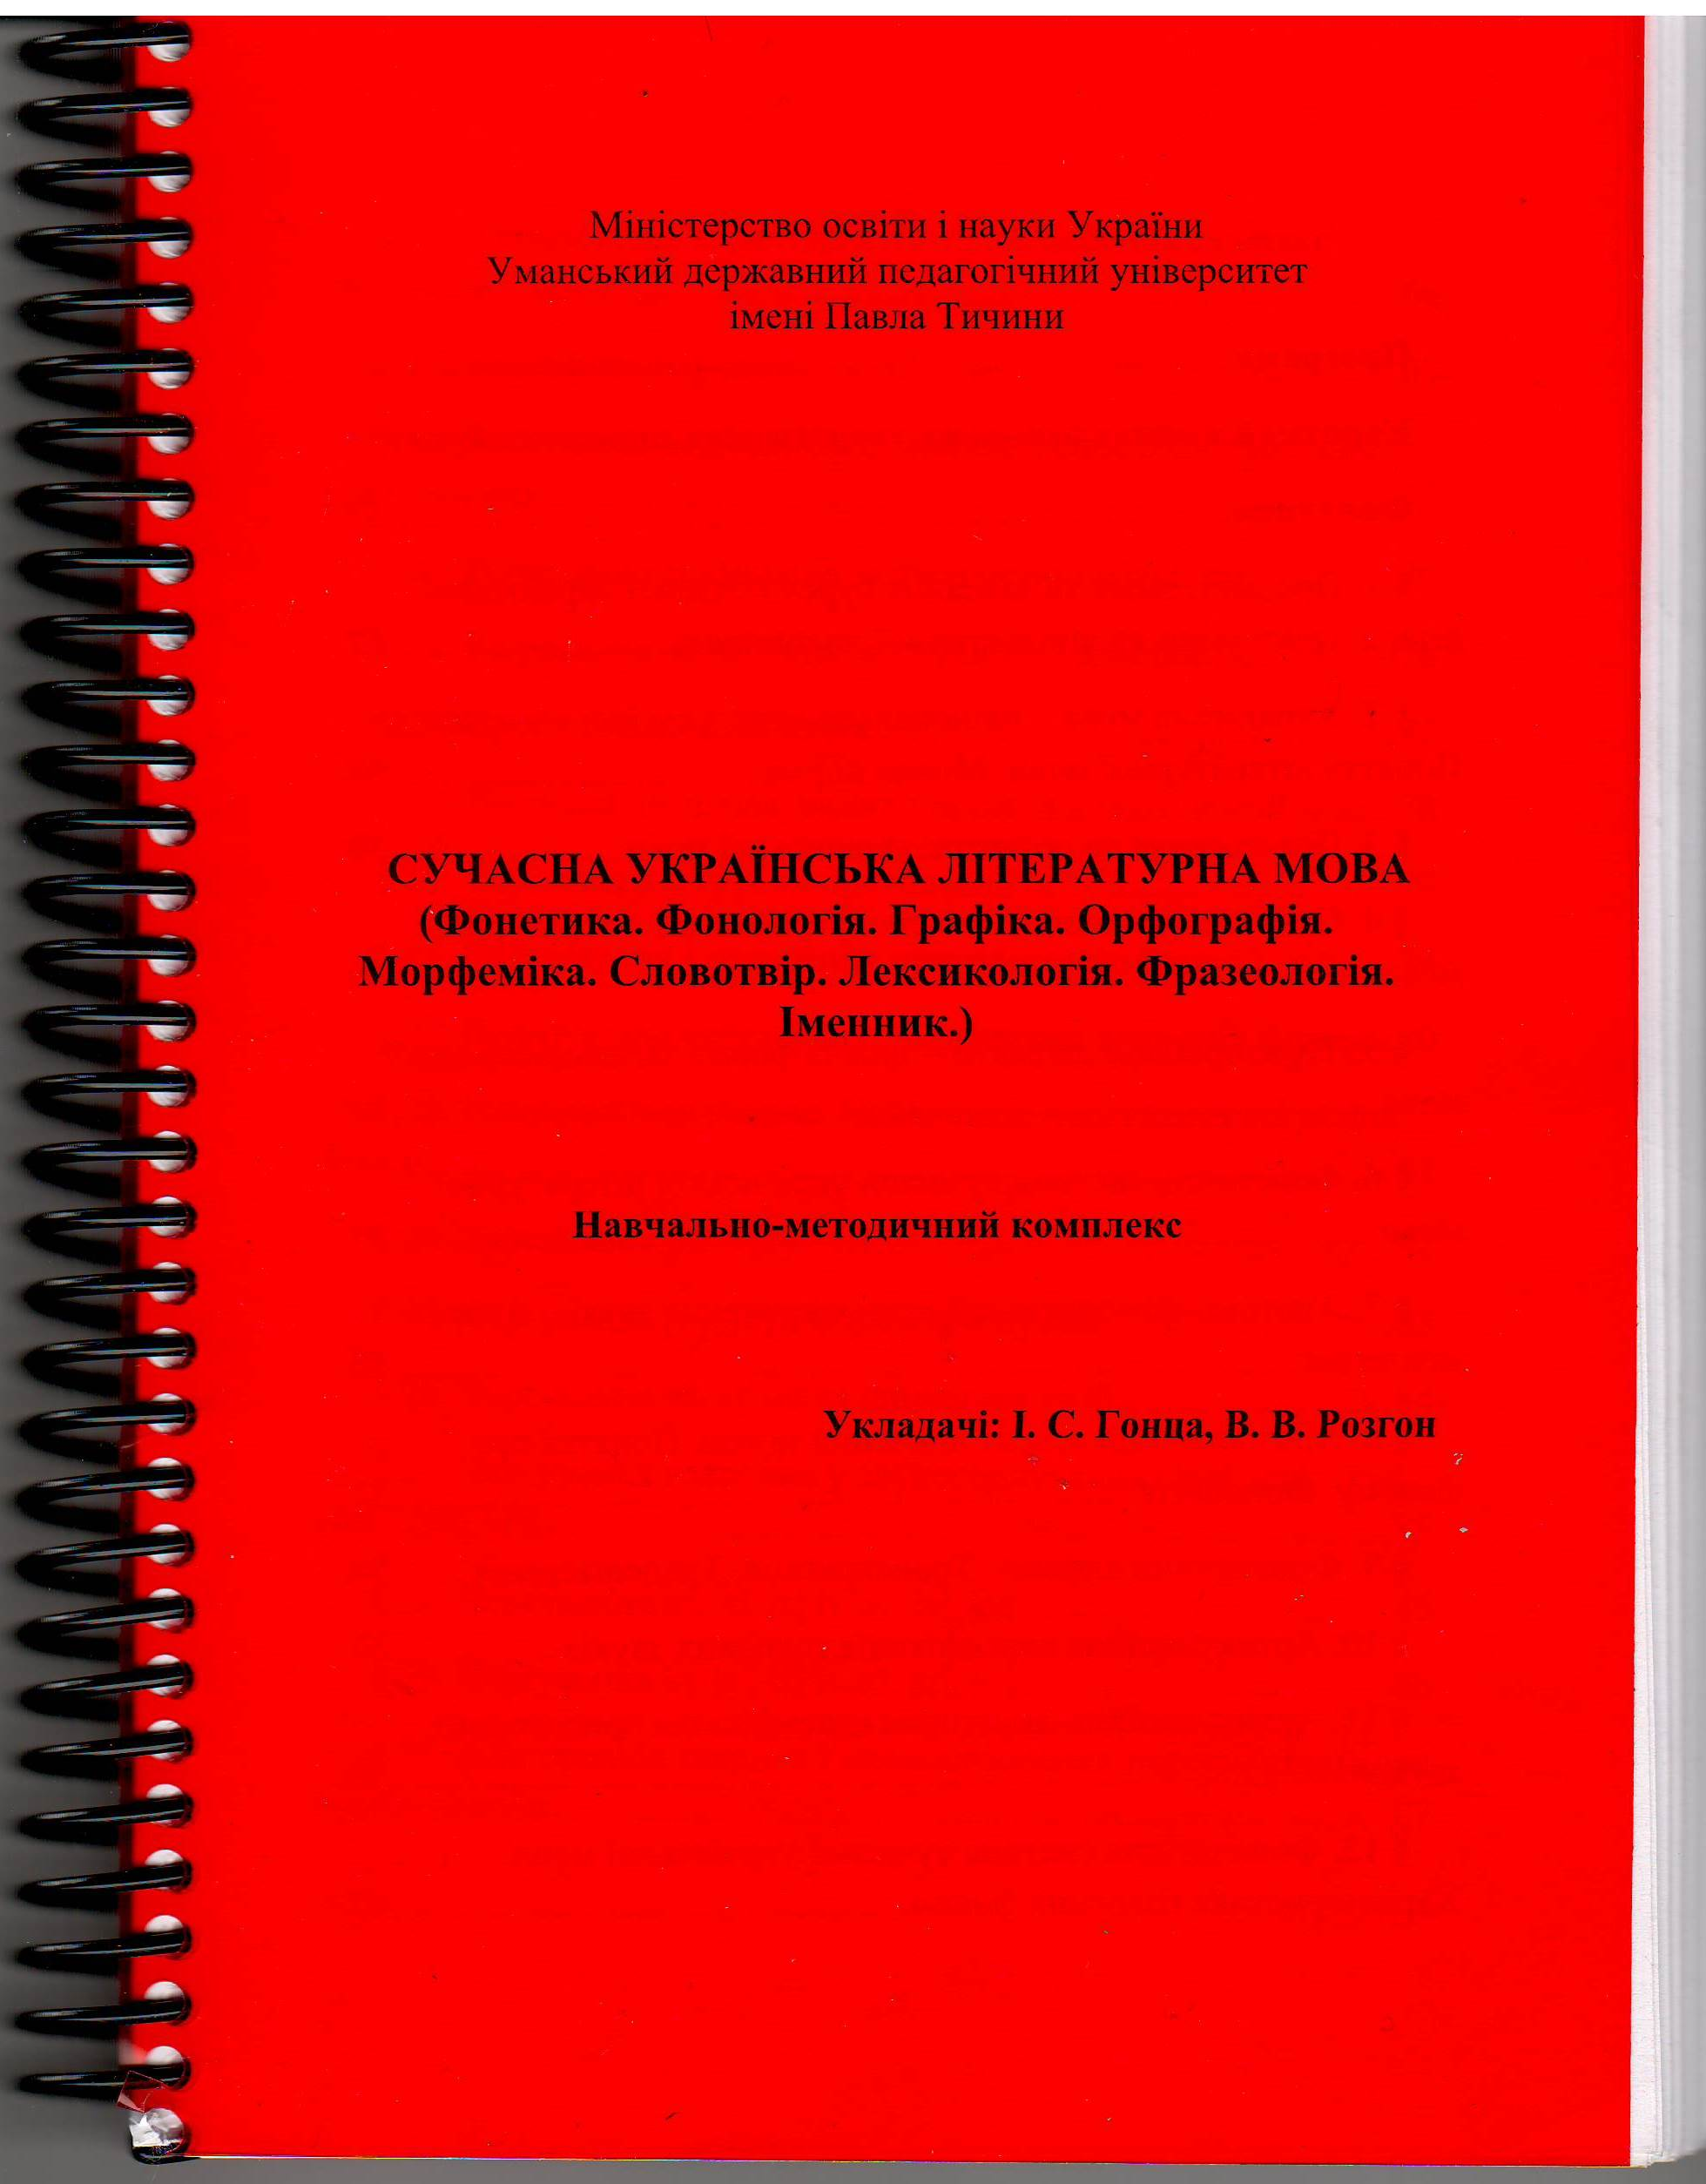 Міністерство освіти і науки України
Уманський державний педагогічний університет
імені Павла Тичини
СУЧАСНА УКРАЇНСЬКА ЛІТЕРАТУРНА МОВА
(Фонетика. Фонологія. Графіка. Орфографія.
Морфеміка. Словотвір. Лексикологія. Фразеологія.
Іменник.)
Навчально-методичний комплекс
Укладачі: І. С. Гонца, В. В. Розгон